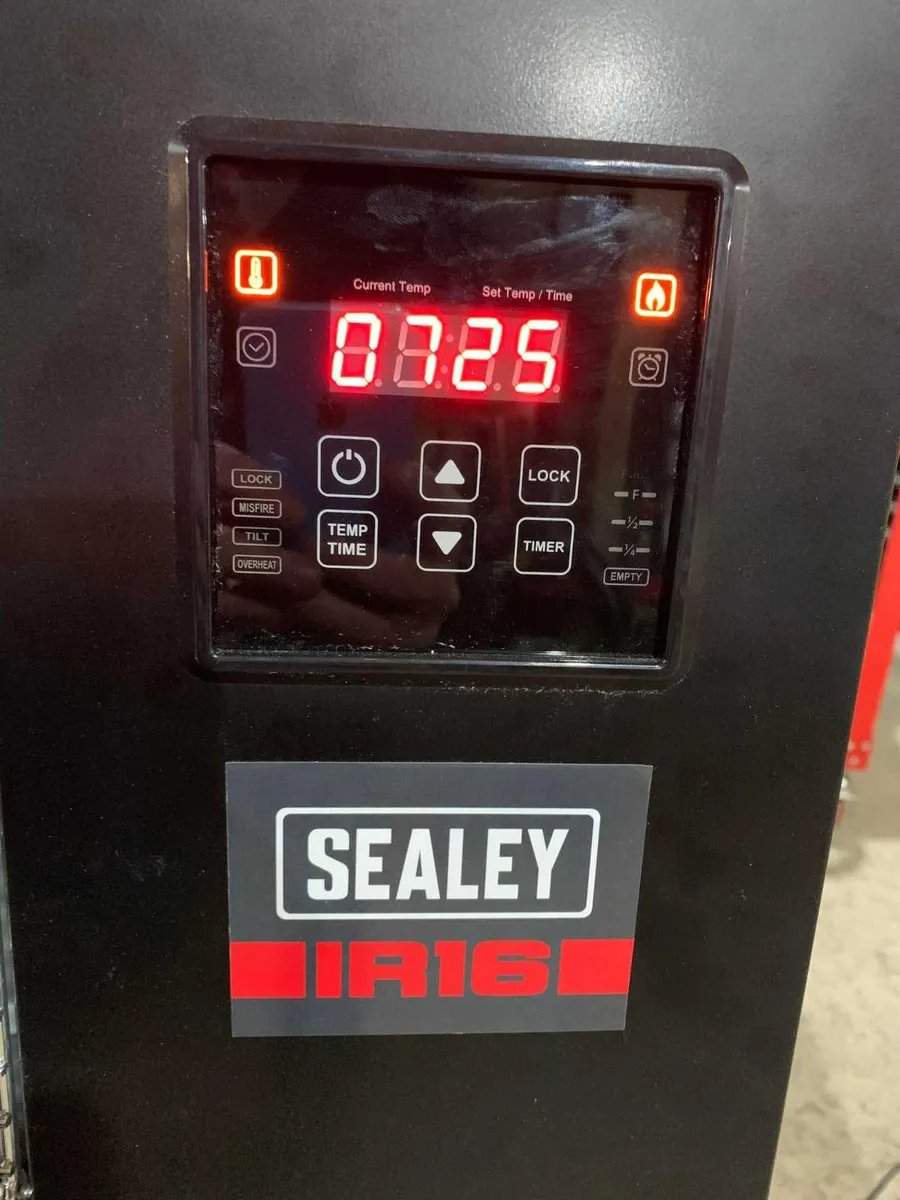 Current Temp
Set Temp / Time
0725
LOCK
MISFIRE
TILT
OVERHEAT
TEMP
TIME
LOCK
TIMER
F
1/2
1/4
EMPTY
SEALEY
IR16